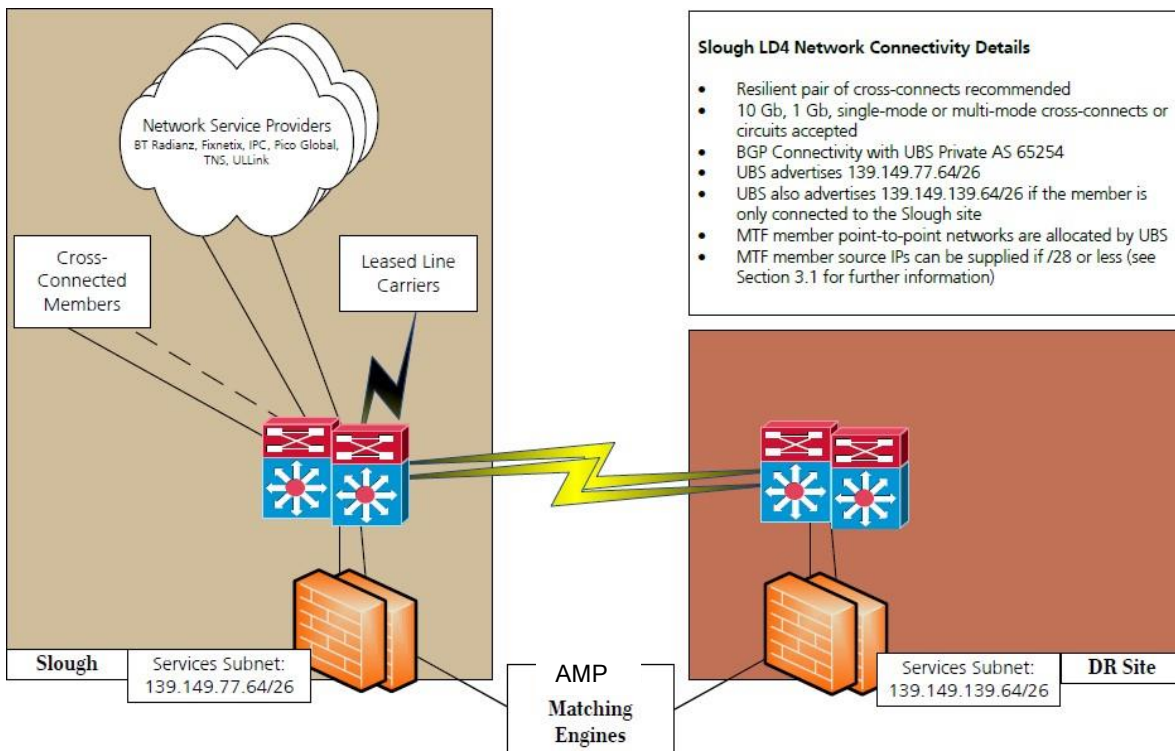 Network Service Providers
BT Radianz, Fixnetix, IPC, Pico Global,
TNS, ULLink
Cross-
Connected
Members
Leased Line
Carriers
Slough
Services Subnet:
139.149.77.64/26
AMP
Matching
Engines
Slough LD4 Network Connectivity Details
• Resilient pair of cross-connects recommended
• 10 Gb, 1 Gb, single-mode or multi-mode cross-connects or
circuits accepted
• BGP Connectivity with UBS Private AS 65254
• UBS advertises 139.149.77.64/26
• UBS also advertises 139.149.139.64/26 if the member is
only connected to the Slough site
• MTF member point-to-point networks are allocated by UBS
• MTF member source IPs can be supplied if /28 or less (see
Section 3.1 for further information)
Services Subnet:
139.149.139.64/26
DR Site